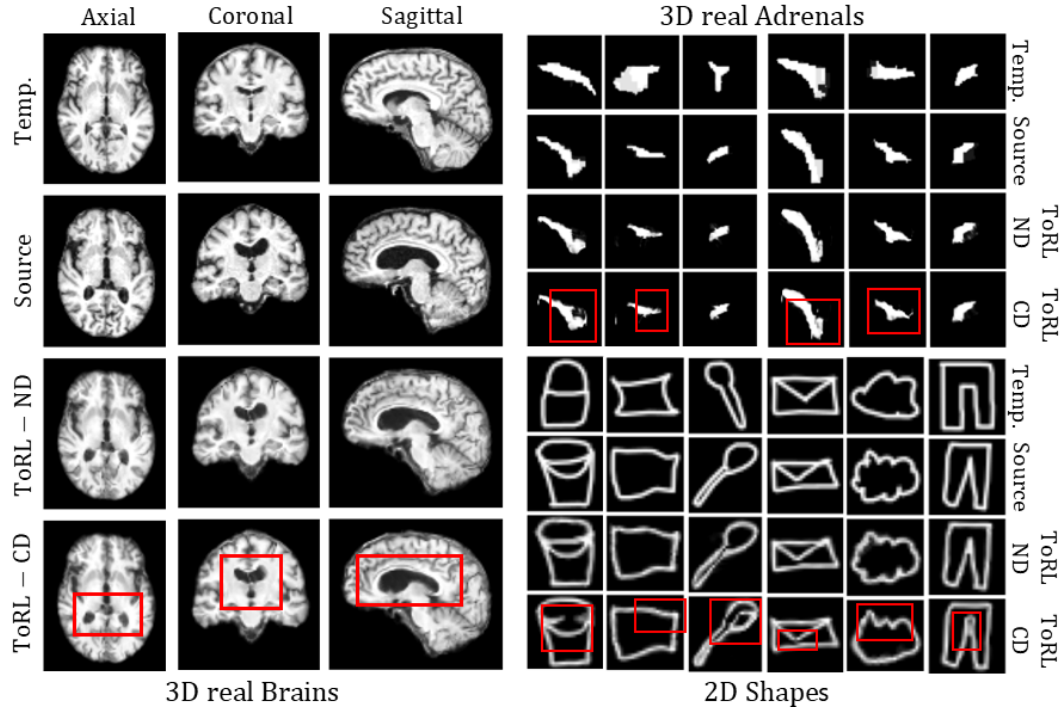 Axial Coronal Sagittal
3D real Adrenals
Temp.
Source
ToRL – ND
ToRL – CD
3D real Brains
Temp.
Source
ToRL
ND
ToRL
CD
Temp.
Source
ToRL
ND
ToRL
CD
2D Shapes